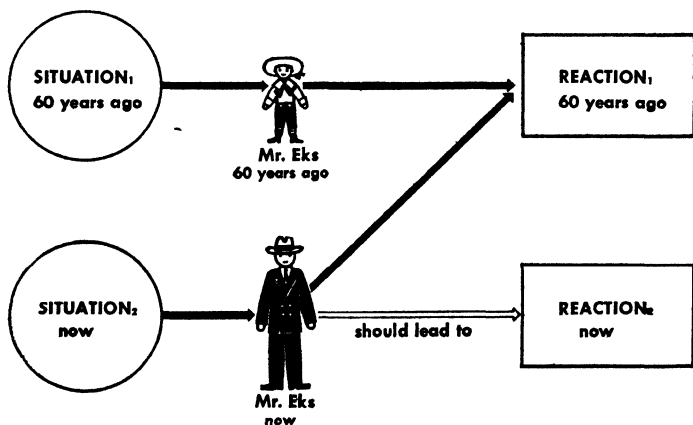 SITUATION₁
60 years ago
Mr. Eks
60 years ago
REACTION₁
60 years ago
SITUATION₂
now
Mr. Eks
now
should lead to
REACTION₂
now